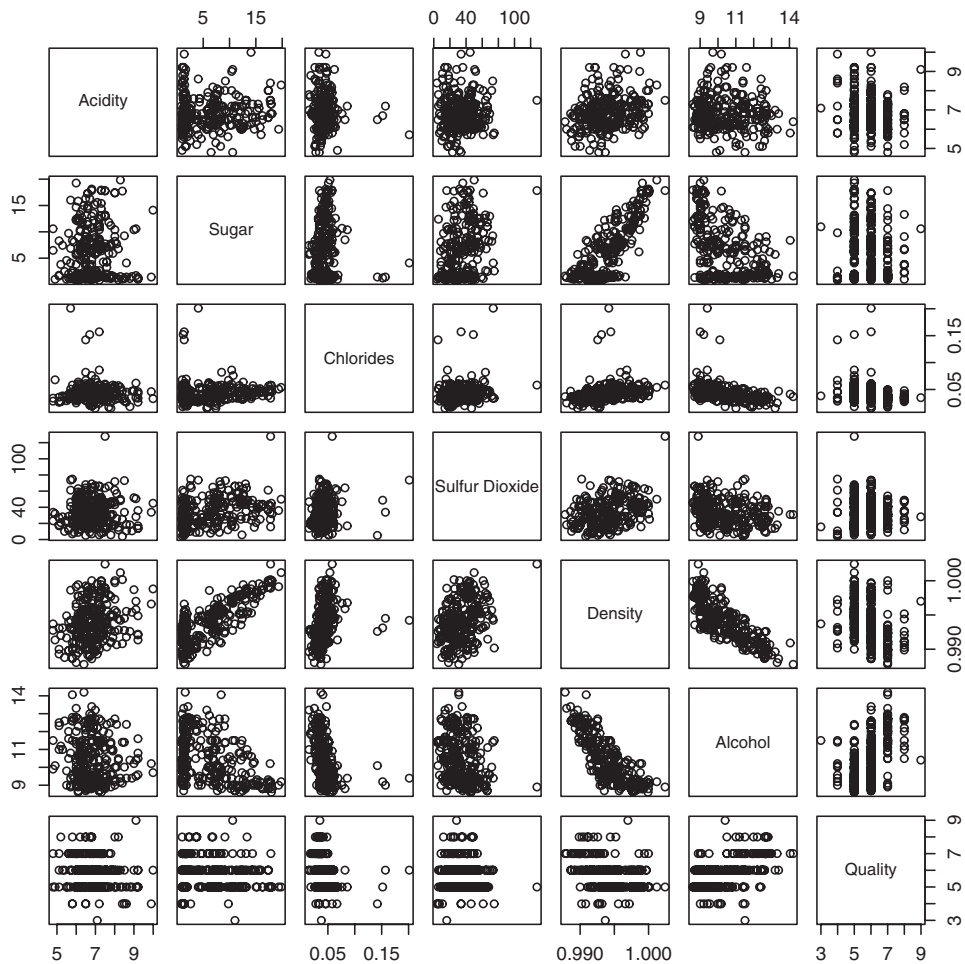 5 15
0 40 100
9 11 14
Acidity
5 7 9
5 15
Sugar
Chlorides
0.05 0.15
0 40 100
Sulfur Dioxide
Density
0.990 1.000
9 11 14
Alcohol
Quality
3 5 7 9
5 7 9
0.05 0.15
0.990 1.000
3 5 7 9